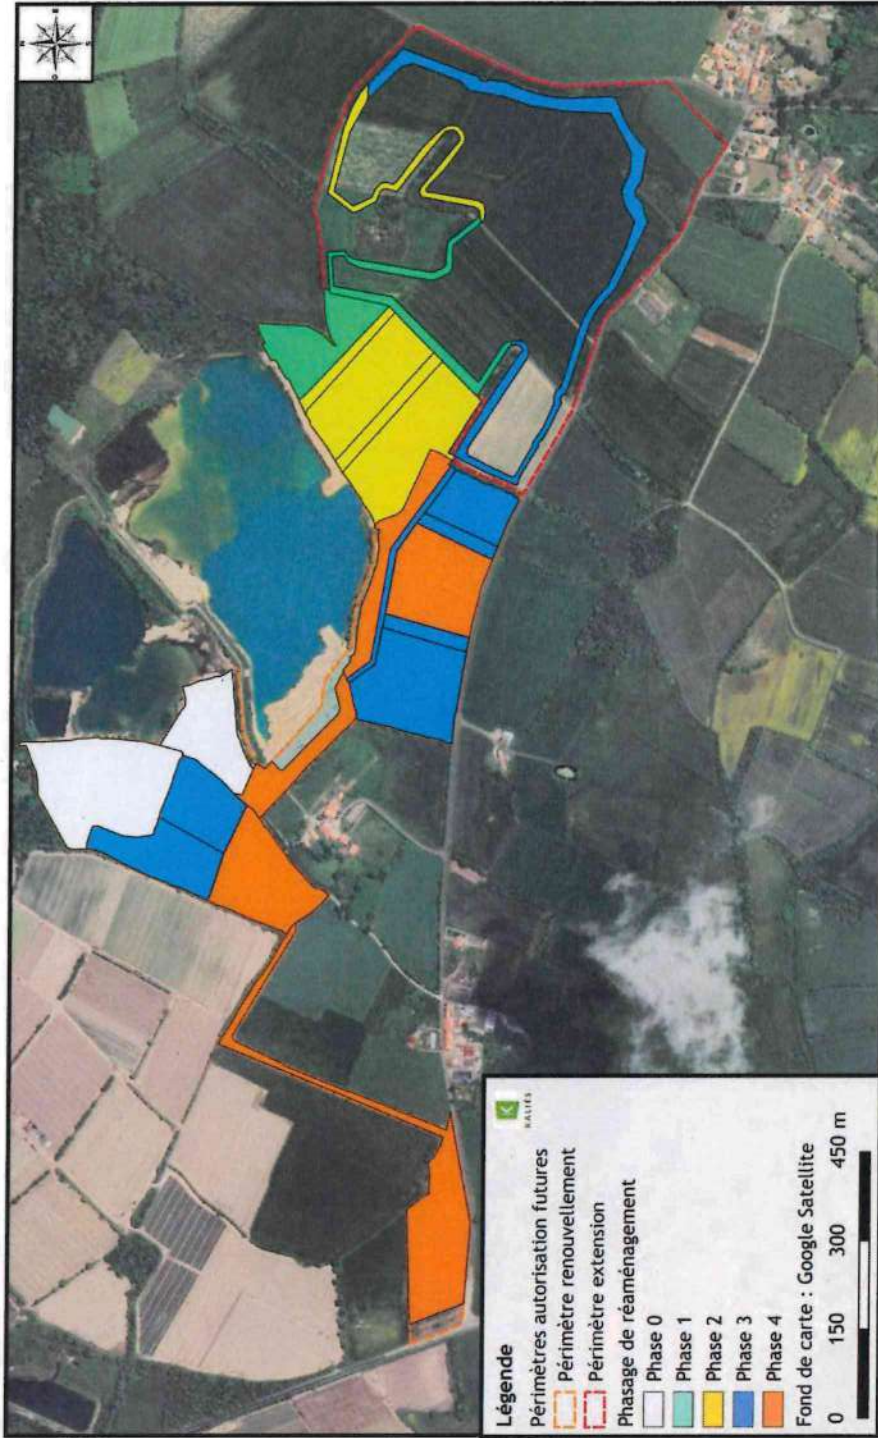 Légende
KALIÈS
Périmètres autorisation futures
Périmètre renouvellement
Périmètre extension
Phasage de réaménagement
Phase 0
Phase 1
Phase 2
Phase 3
Phase 4
Fond de carte : Google Satellite
0 150 300 450 m